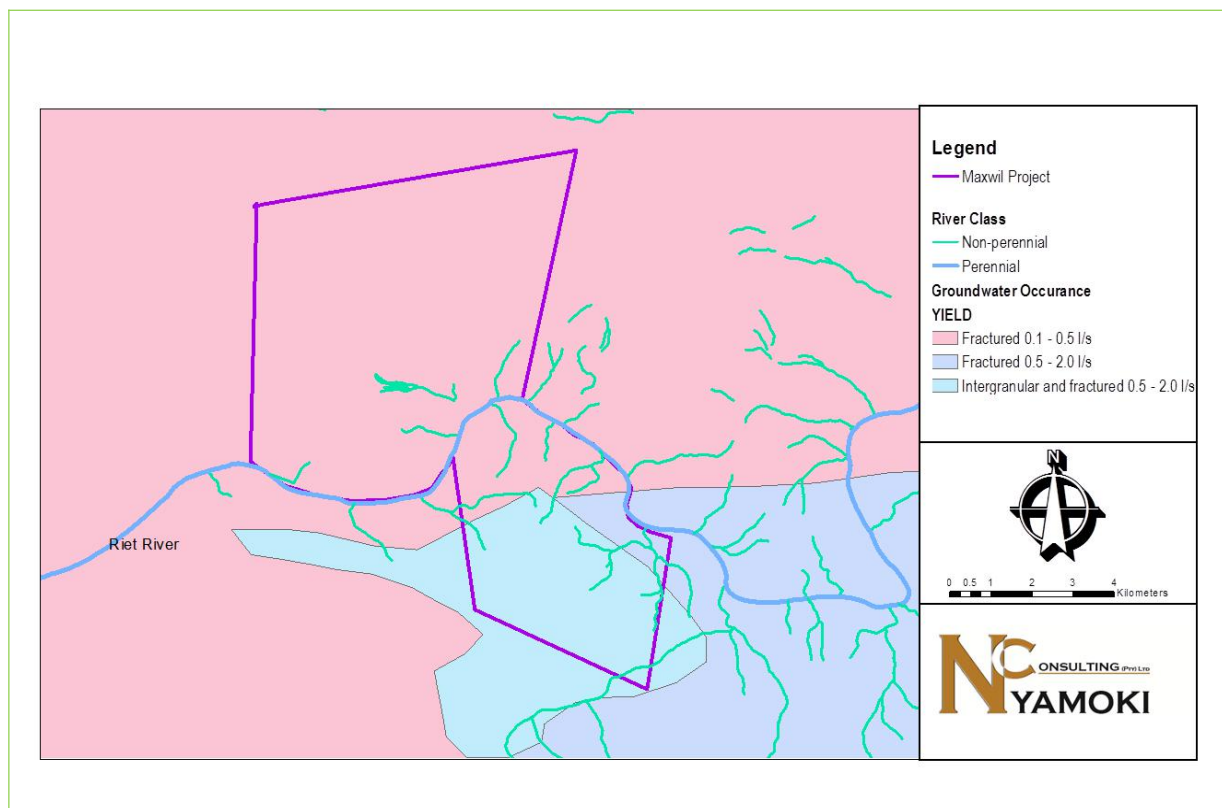 Riet River
Legend
Maxwil Project
River Class
Non-perennial
Perennial
Groundwater Occurance
YIELD
Fractured 0.1 - 0.5 l/s
Fractured 0.5 - 2.0 l/s
Intergranular and fractured 0.5 - 2.0 l/s
N
0 0.5 1 2 3 4
Kilometers
NC ONSULTING (Pty) Ltd
YAMOKI